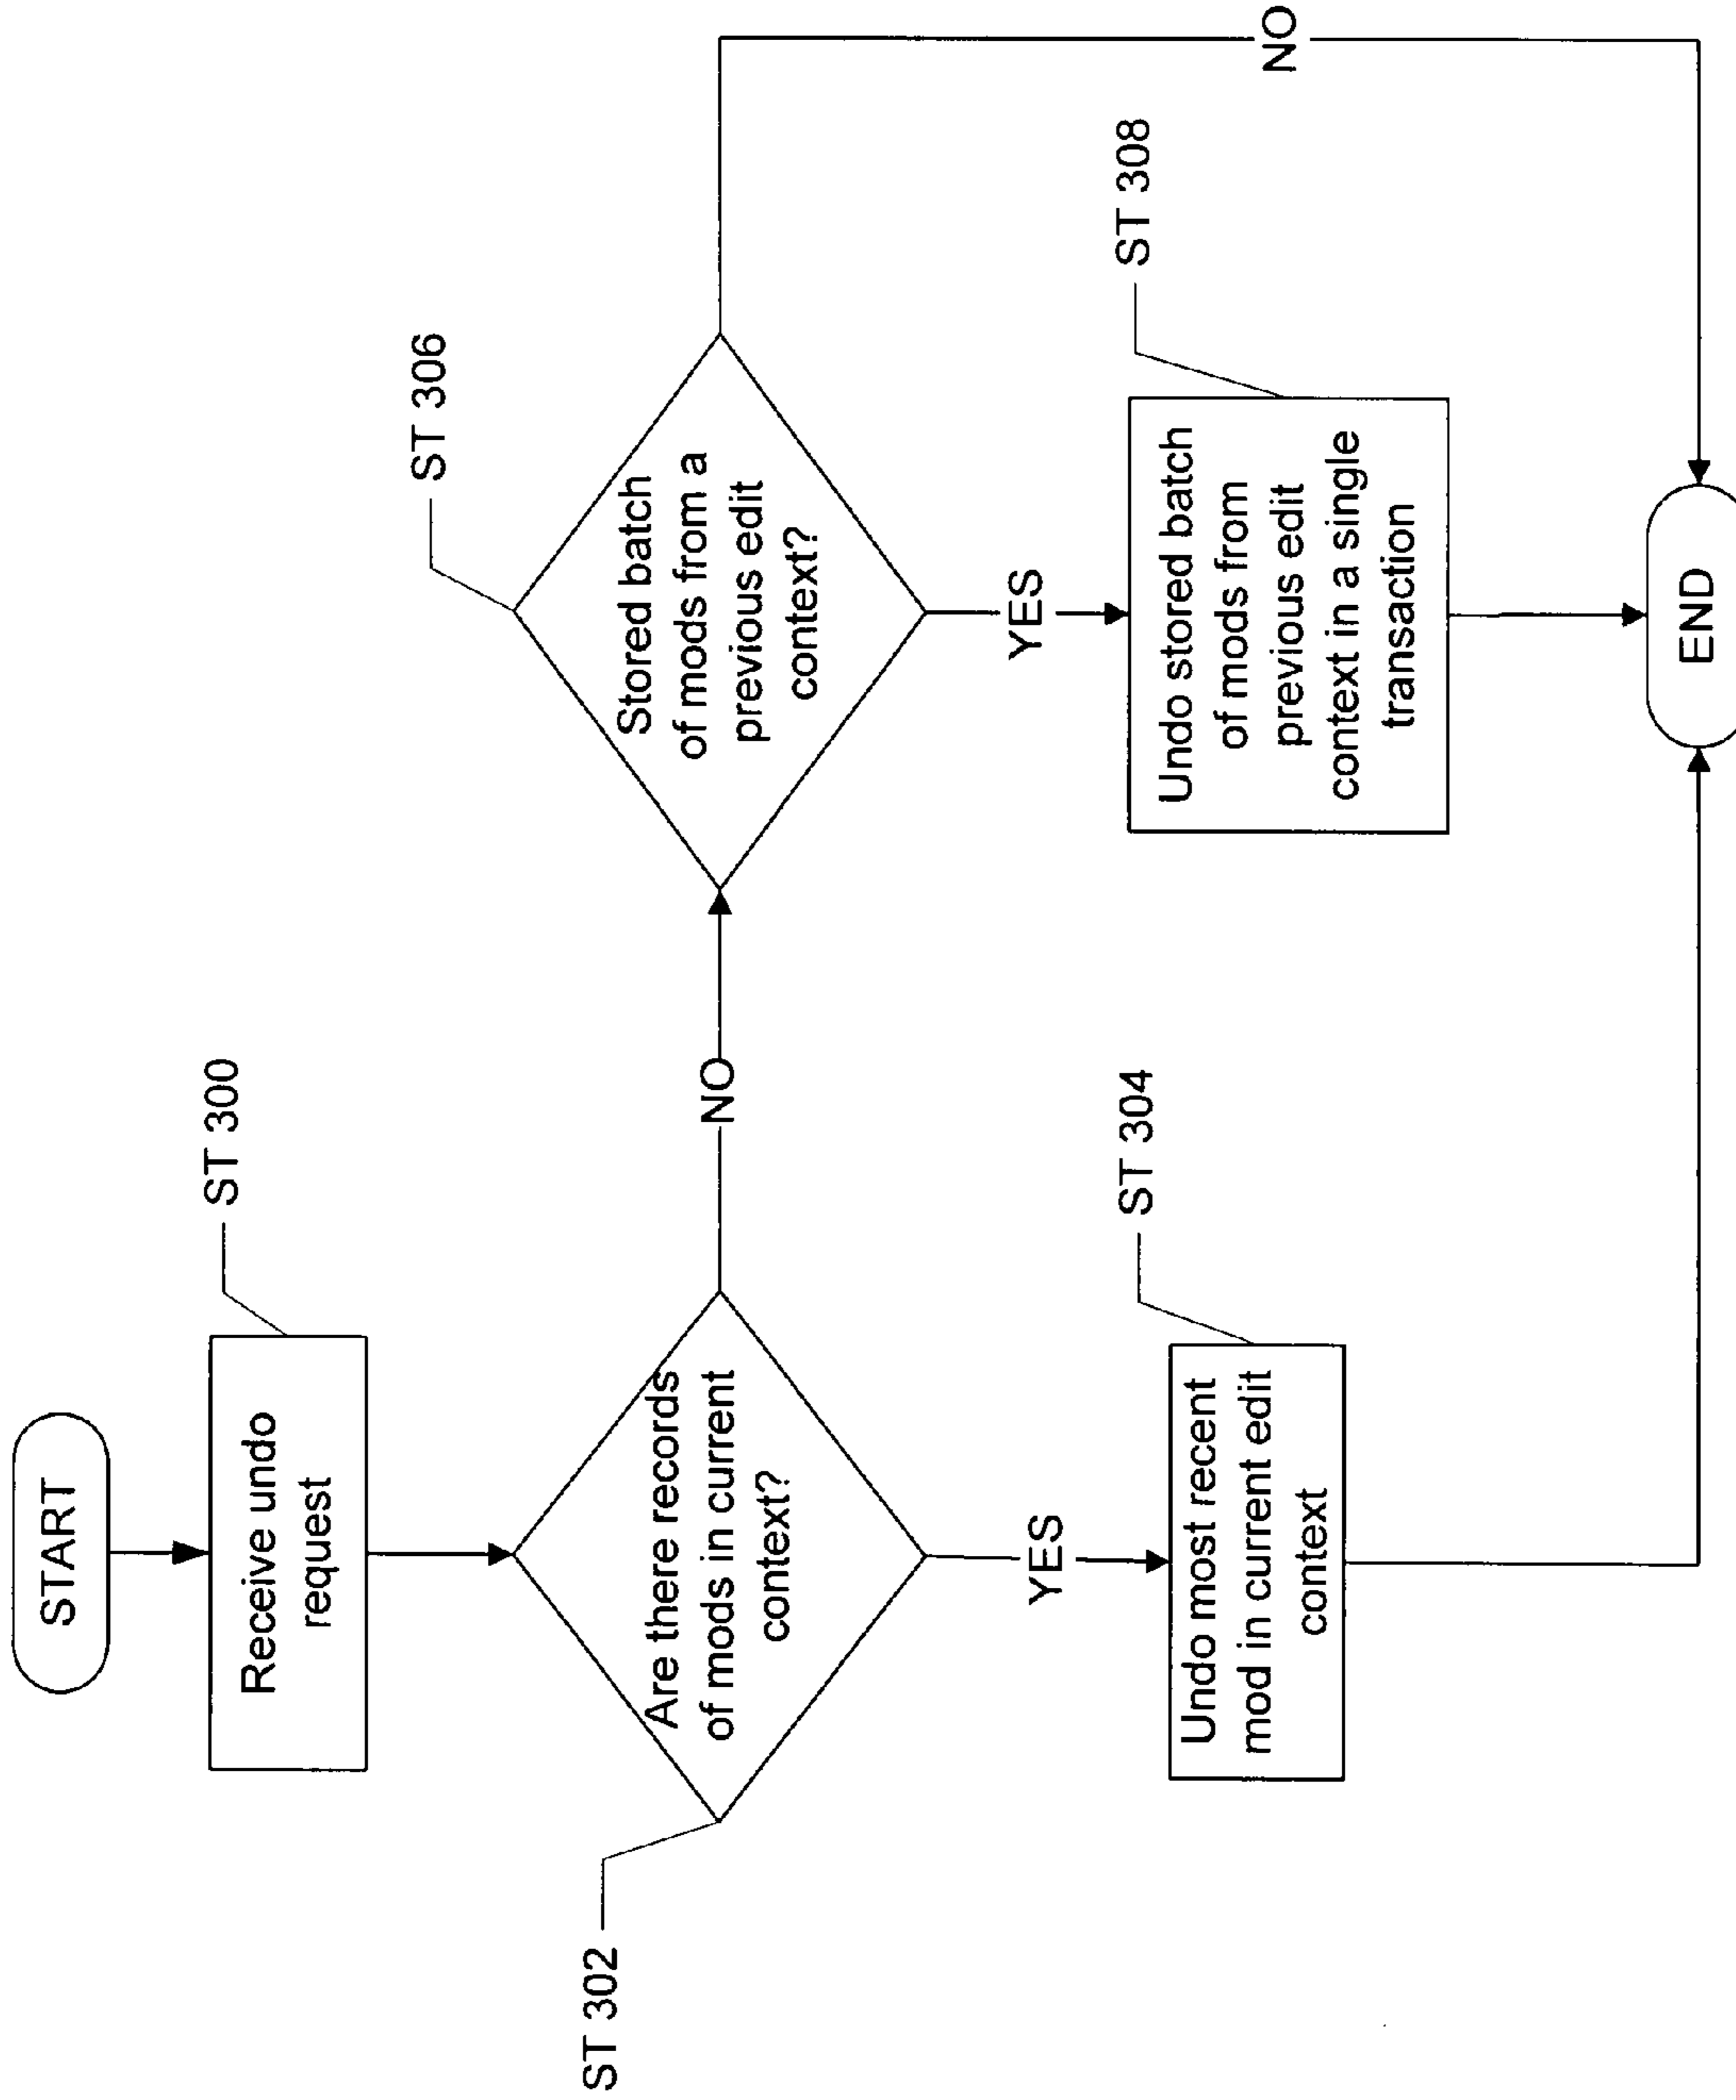 START
Receive undo
request
ST 300
Are there records
of mods in current
context?
ST 302
NO
YES
Undo most recent
mod in current edit
context
ST 304
Stored batch
of mods from a
previous edit
context?
ST 306
YES
NO
Undo stored batch
of mods from
previous edit
context in a single
transaction
ST 308
END